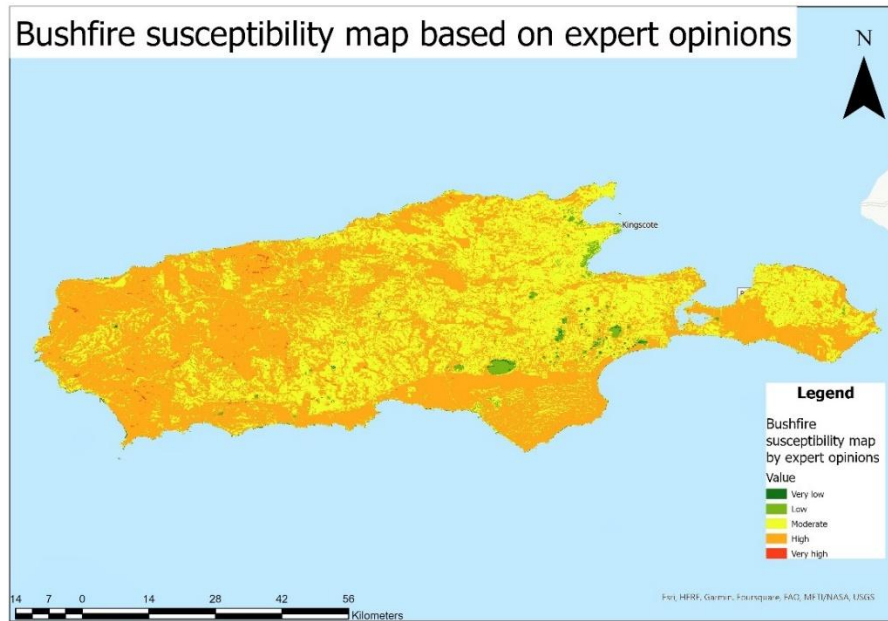 Bushfire susceptibility map based on expert opinions
N
Kingscote
Legend
Bushfire
susceptibility map
by expert opinions
Value
Very low
Low
Moderate
High
Very high
14 7 0 14 28 42 56
Kilometers
Esri, HERE, Garmin, Foursquare, FAO, METI/NASA, USGS